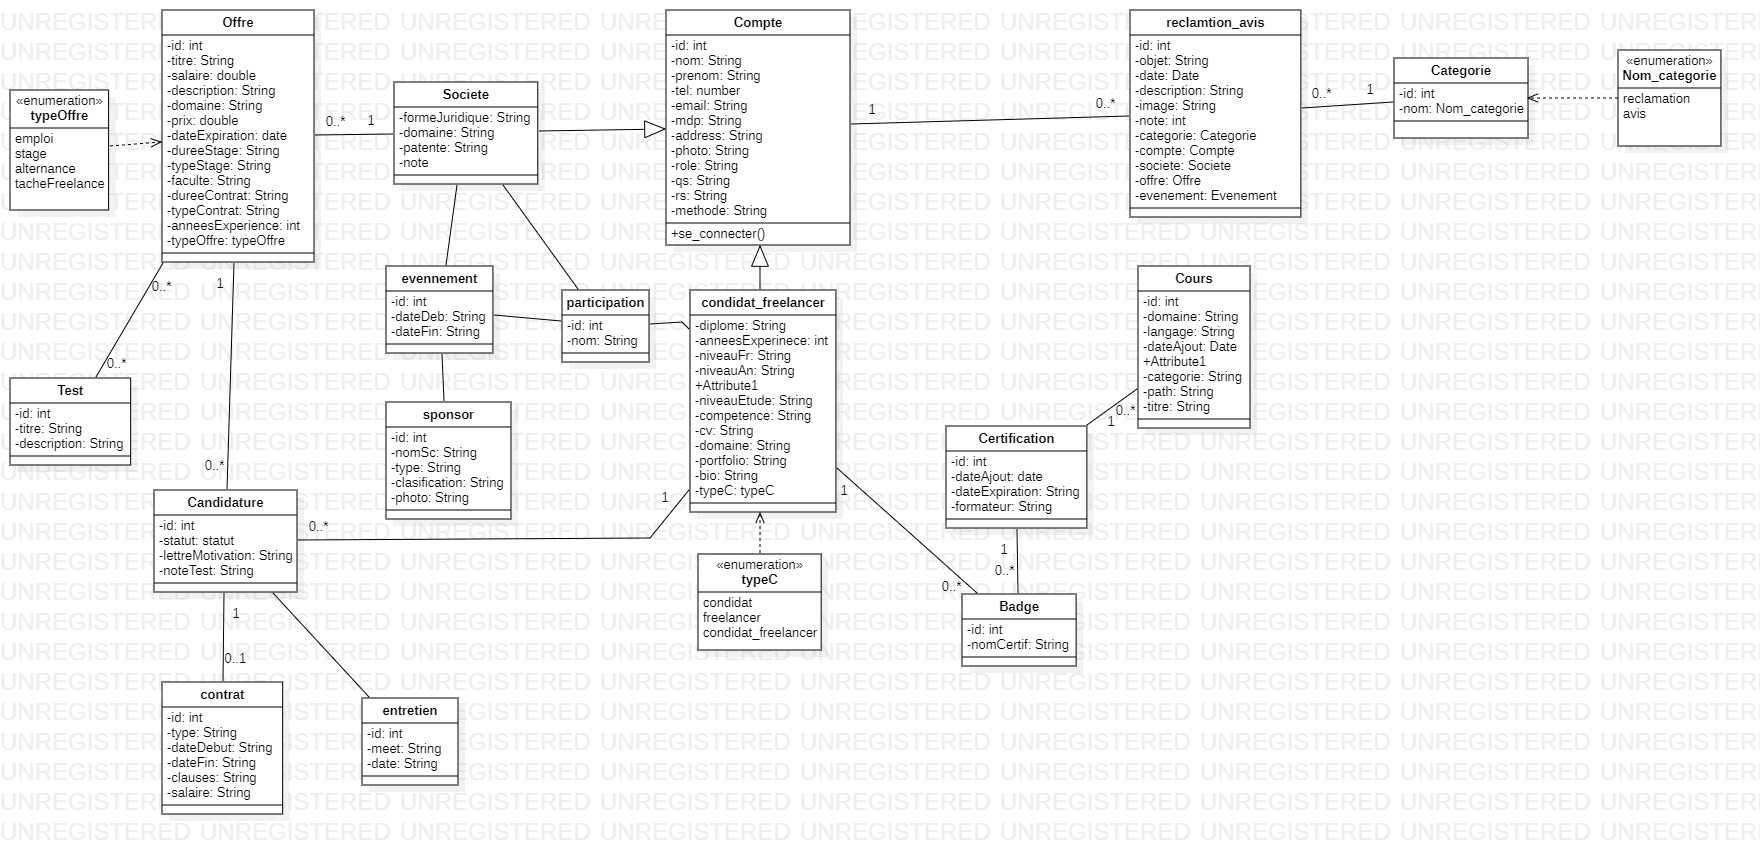 Offre
-id: int
-titre: String
-salaire: double
-description: String
-domaine: String
-prix: double
-dateExpiration: date
-dureeStage: String
-typeStage: String
-faculte: String
-dureeContrat: String
-typeContrat: String
-anneesExperience: int
-typeOffre: typeOffre
«enumeration»
typeOffre
emploi
stage
alternance
tacheFreelance
0..*
1
Societe
-formeJuridique: String
-domaine: String
-patente: String
-note
Compte
-id: int
-nom: String
-prenom: String
-tel: number
-email: String
-mdp: String
-address: String
-photo: String
-role: String
-qs: String
-rs: String
-methode: String
+se_connecter()
1
0..*
reclamtion_avis
-id: int
-objet: String
-date: Date
-description: String
-image: String
-note: int
-categorie: Categorie
-compte: Compte
-societe: Societe
-offre: Offre
-evenement: Evenement
0..*
1
Categorie
-id: int
-nom: Nom_categorie
«enumeration»
Nom_categorie
reclamation
avis
0..*
0..*
1
0..*
Test
-id: int
-titre: String
-description: String
evennement
-id: int
-dateDeb: String
-dateFin: String
participation
-id: int
-nom: String
condidat_freelancer
-diplome: String
-anneesExperinece: int
-niveauFr: String
-niveauAn: String
+Attribute1
-niveauEtude: String
-competence: String
-cv: String
-domaine: String
-portfolio: String
-bio: String
-typeC: typeC
sponsor
-id: int
-nomSc: String
-type: String
-clasification: String
-photo: String
Cours
-id: int
-domaine: String
-langage: String
-dateAjout: Date
+Attribute1
-categorie: String
-path: String
-titre: String
0..*
1
Certification
-id: int
-dateAjout: date
-dateExpiration: String
-formateur: String
Candidature
-id: int
-statut: statut
-lettreMotivation: String
-noteTest: String
0..*
1
1
0..*
1
0..*
«enumeration»
typeC
condidat
freelancer
condidat_freelancer
Badge
-id: int
-nomCertif: String
1
0..1
contrat
-id: int
-type: String
-dateDebut: String
-dateFin: String
-clauses: String
-salaire: String
entretien
-id: int
-meet: String
-date: String
UNREGISTERED